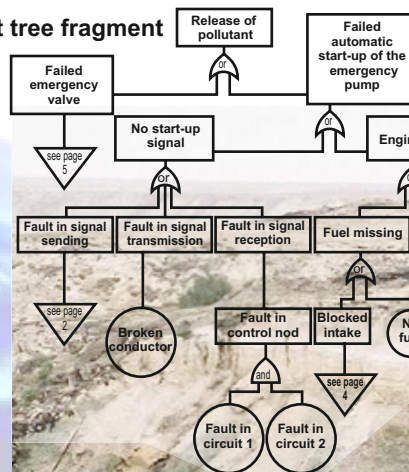 t tree fragment
Release of
pollutant
or
Failed
automatic
start-up of the
emergency
pump
Failed
emergency
valve
see page
5
or
No start-up
signal
Engin
or
Fault in signal
sending
Fault in signal
transmission
Fault in signal
reception
Fuel missing
see page
2
Broken
conductor
or
Fault in
control nod
Blocked
intake
and
see page
4
Fault in
circuit 1
Fault in
circuit 2